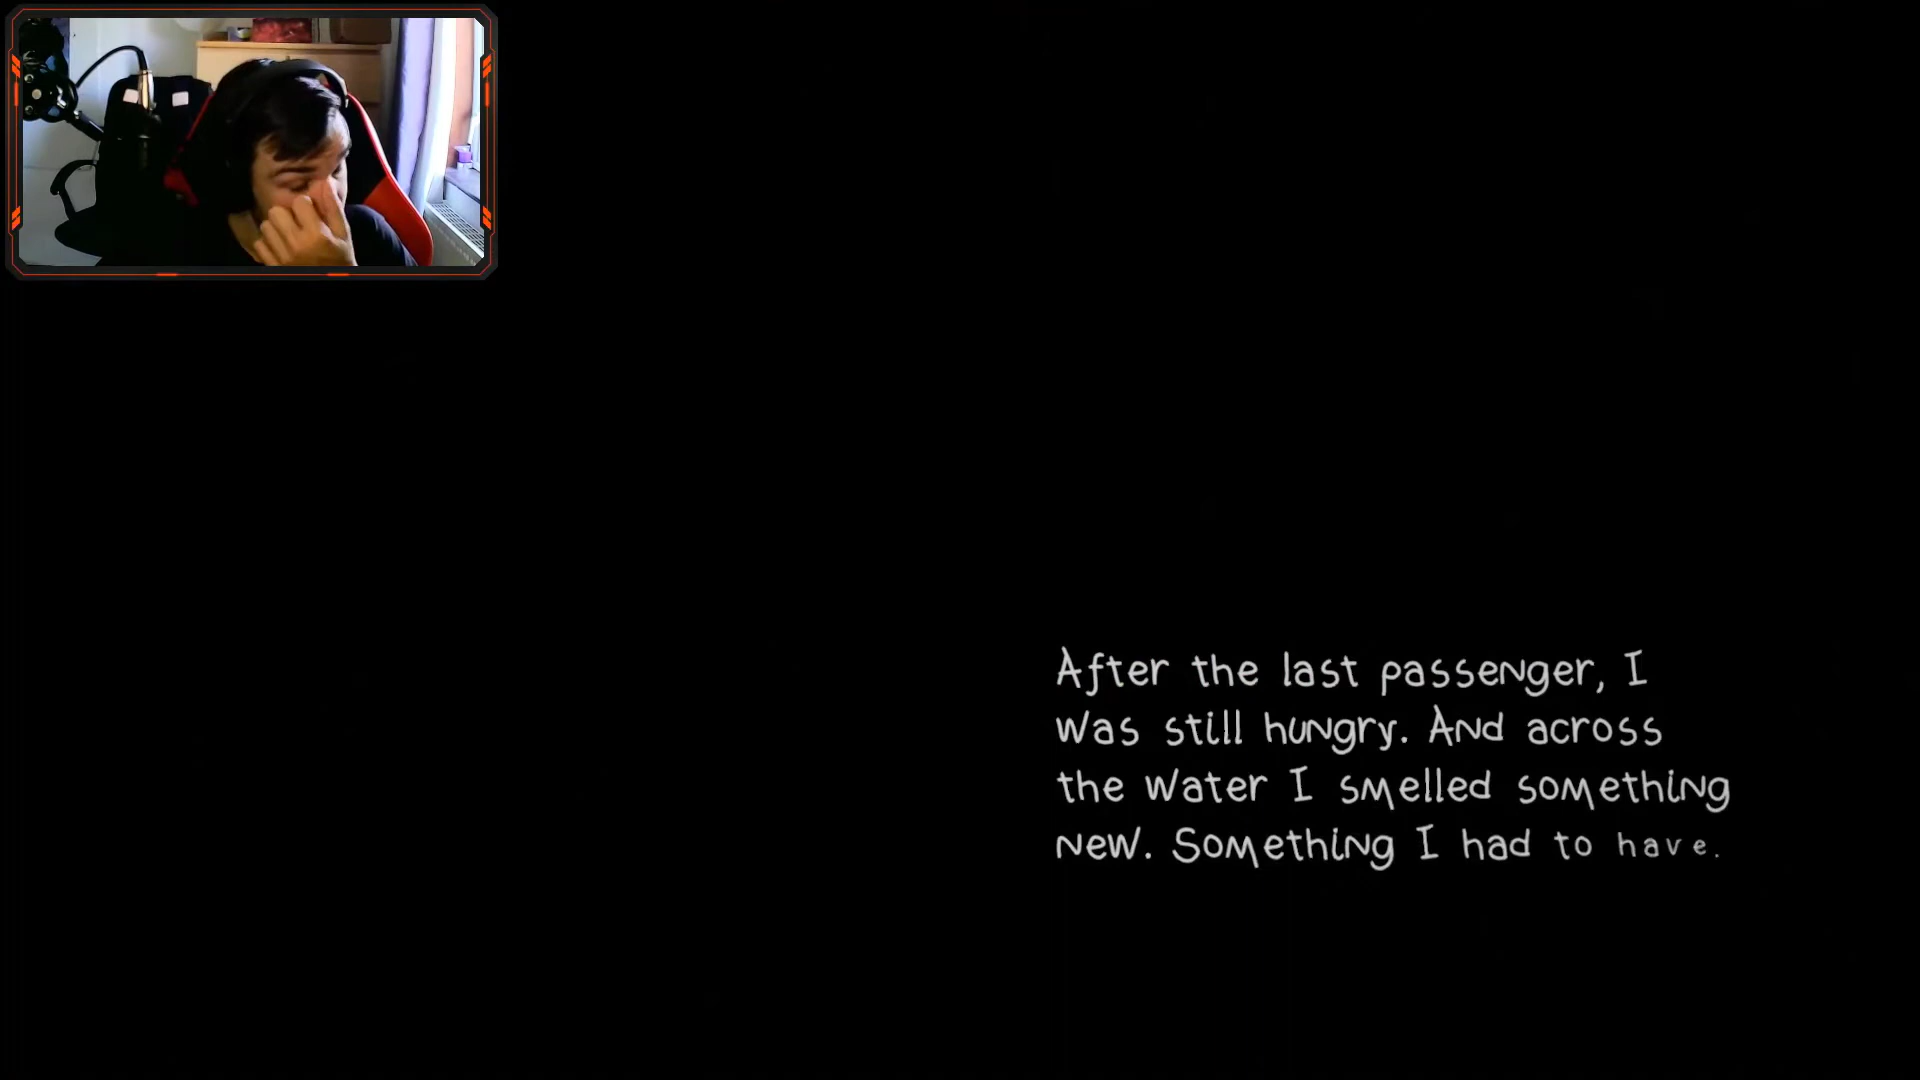 After the last passenger, I
was still hungry. And across
the water I smelled something
new. Something I had to have.